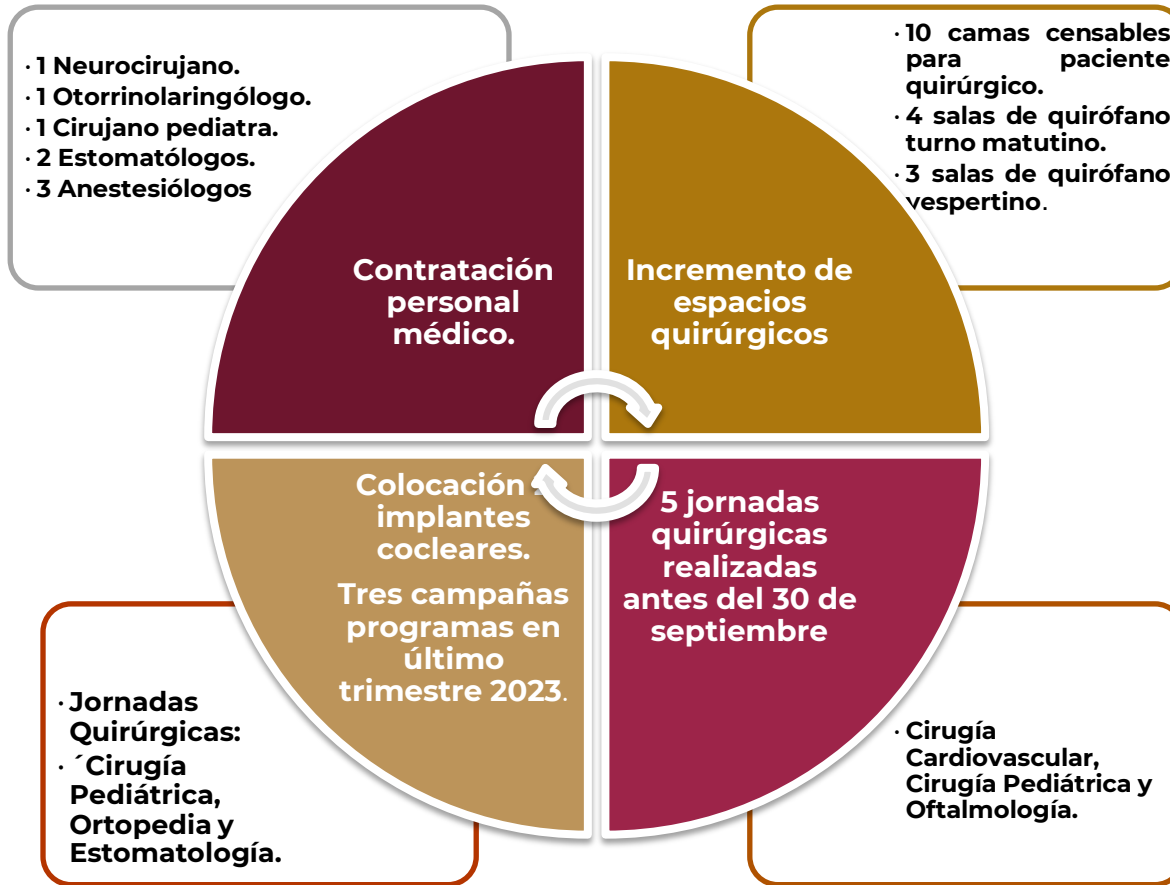 · 1 Neurocirujano.
· 1 Otorrinolaringólogo.
· 1 Cirujano pediatra.
· 2 Estomatólogos.
· 3 Anestesiólogos
Contratación
personal
médico.
· 10 camas censables
para paciente
quirúrgico.
· 4 salas de quirófano
turno matutino.
· 3 salas de quirófano
vespertino.
Incremento de
espacios
quirúrgicos
Colocación
implantes
cocleares.
Tres campañas
programas en
último
trimestre 2023.
· Jornadas
Quirúrgicas:
· ´Cirugía
Pediátrica,
Ortopedia y
Estomatología.
5 jornadas
quirúrgicas
realizadas
antes del 30 de
septiembre
· Cirugía
Cardiovascular,
Cirugía Pediátrica y
Oftalmología.